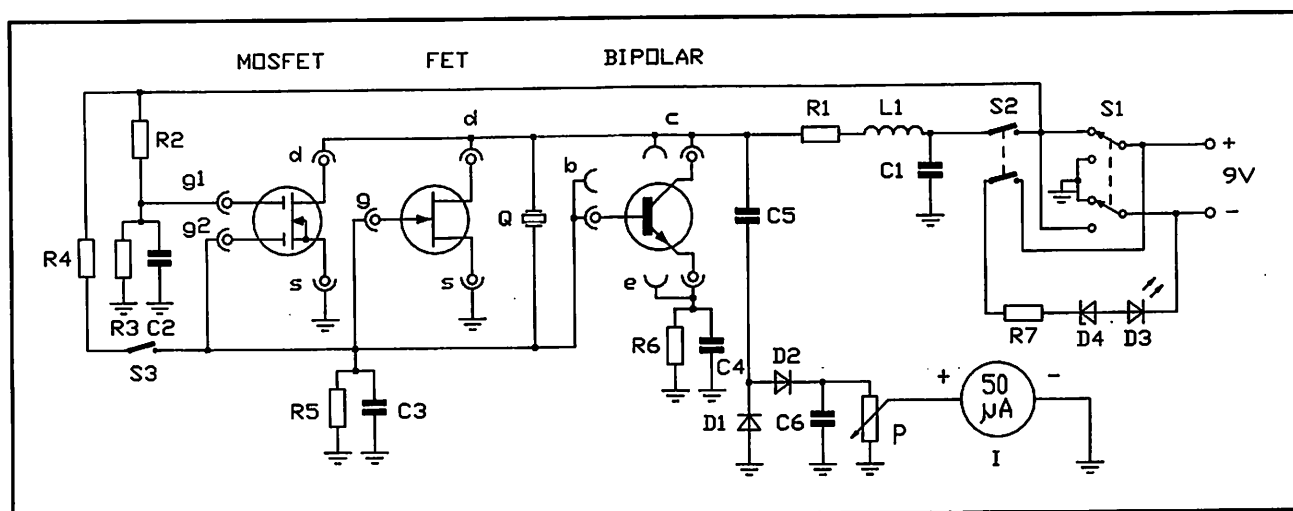 MOSFET FET BIPOLAR
d c R1 L1 S2 S1
R2 d b +
g1 g Q C1 9V
g2 C5 -
R4 s s e
R3 C2 R6 C4 D2 R7 D4 D3
S3 + 50 µA -
R5 C3 D1 C6 P
I